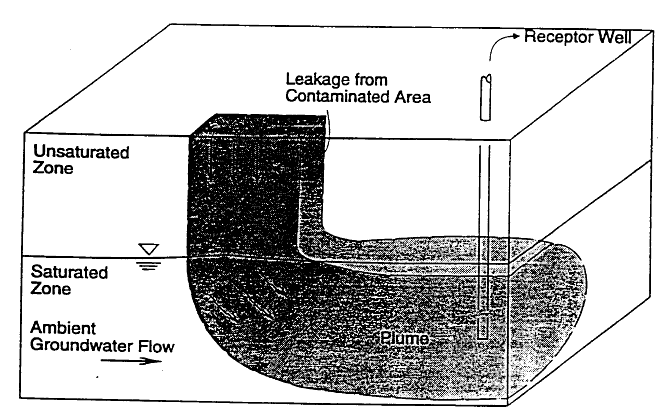 Receptor Well
Leakage from
Contaminated Area
Unsaturated
Zone
Saturated
Zone
Ambient
Groundwater Flow
Plume